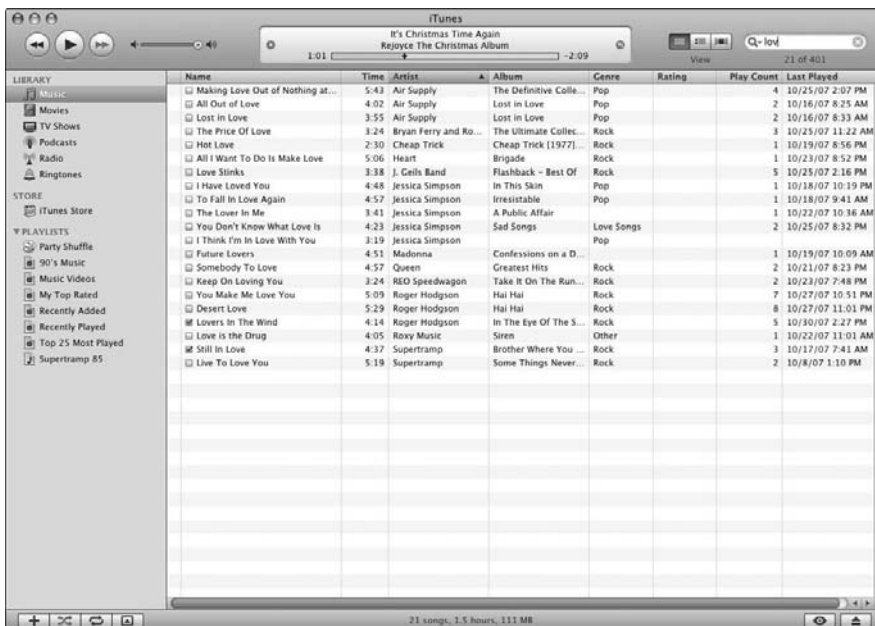 iTunes
It's Christmas Time Again
Rejoyce The Christmas Album
1:01 -2:09
lov
View 21 of 401
LIBRARY
Music
Movies
TV Shows
Podcasts
Radio
Ringtones
STORE
iTunes Store
PLAYLISTS
Party Shuffle
90's Music
Music Videos
My Top Rated
Recently Added
Recently Played
Top 25 Most Played
Supertramp 85
Name Time Artist Album Genre Rating Play Count Last Played
Making Love Out of Nothing at... 5:43 Air Supply The Definitive Colle... Pop 4 10/25/07 2:07 PM
All Out of Love 4:02 Air Supply Lost in Love Pop 2 10/16/07 8:25 AM
Lost in Love 3:55 Air Supply Lost in Love Pop 2 10/16/07 8:33 AM
The Price Of Love 3:24 Bryan Ferry and Ro... The Ultimate Collec... Rock 3 10/25/07 11:22 AM
Hot Love 2:30 Cheap Trick Cheap Trick [1977]... Rock 1 10/19/07 8:56 PM
All I Want To Do Is Make Love 5:06 Heart Brigade Rock 1 10/23/07 8:52 PM
Love Stinks 3:38 J. Geils Band Flashback - Best Of Rock 5 10/25/07 2:16 PM
I Have Loved You 4:48 Jessica Simpson In This Skin Pop 1 10/18/07 10:19 PM
To Fall In Love Again 4:57 Jessica Simpson Irresistable Pop 1 10/18/07 9:41 AM
The Lover In Me 3:41 Jessica Simpson A Public Affair 1 10/22/07 10:36 AM
You Don't Know What Love Is 4:23 Jessica Simpson Sad Songs Love Songs 2 10/25/07 8:32 PM
I Think I'm In Love With You 3:19 Jessica Simpson Pop
Future Lovers 4:51 Madonna Confessions on a D... 1 10/19/07 10:09 AM
Somebody To Love 4:57 Queen Greatest Hits Rock 2 10/21/07 8:23 PM
Keep On Loving You 3:24 REO Speedwagon Take It On The Run... Rock 2 10/23/07 7:48 PM
You Make Me Love You 5:09 Roger Hodgson Hai Hai Rock 7 10/27/07 10:51 PM
Desert Love 5:29 Roger Hodgson Hai Hai Rock 8 10/27/07 11:01 PM
Lovers In The Wind 4:14 Roger Hodgson In The Eye Of The S... Rock 5 10/30/07 2:27 PM
Love is the Drug 4:05 Roxy Music Siren Other 1 10/22/07 11:01 AM
Still In Love 4:37 Supertramp Brother Where You ... Rock 3 10/17/07 7:41 AM
Live To Love You 5:19 Supertramp Some Things Never... Rock 2 10/8/07 1:10 PM
21 songs, 1.5 hours, 111 MB